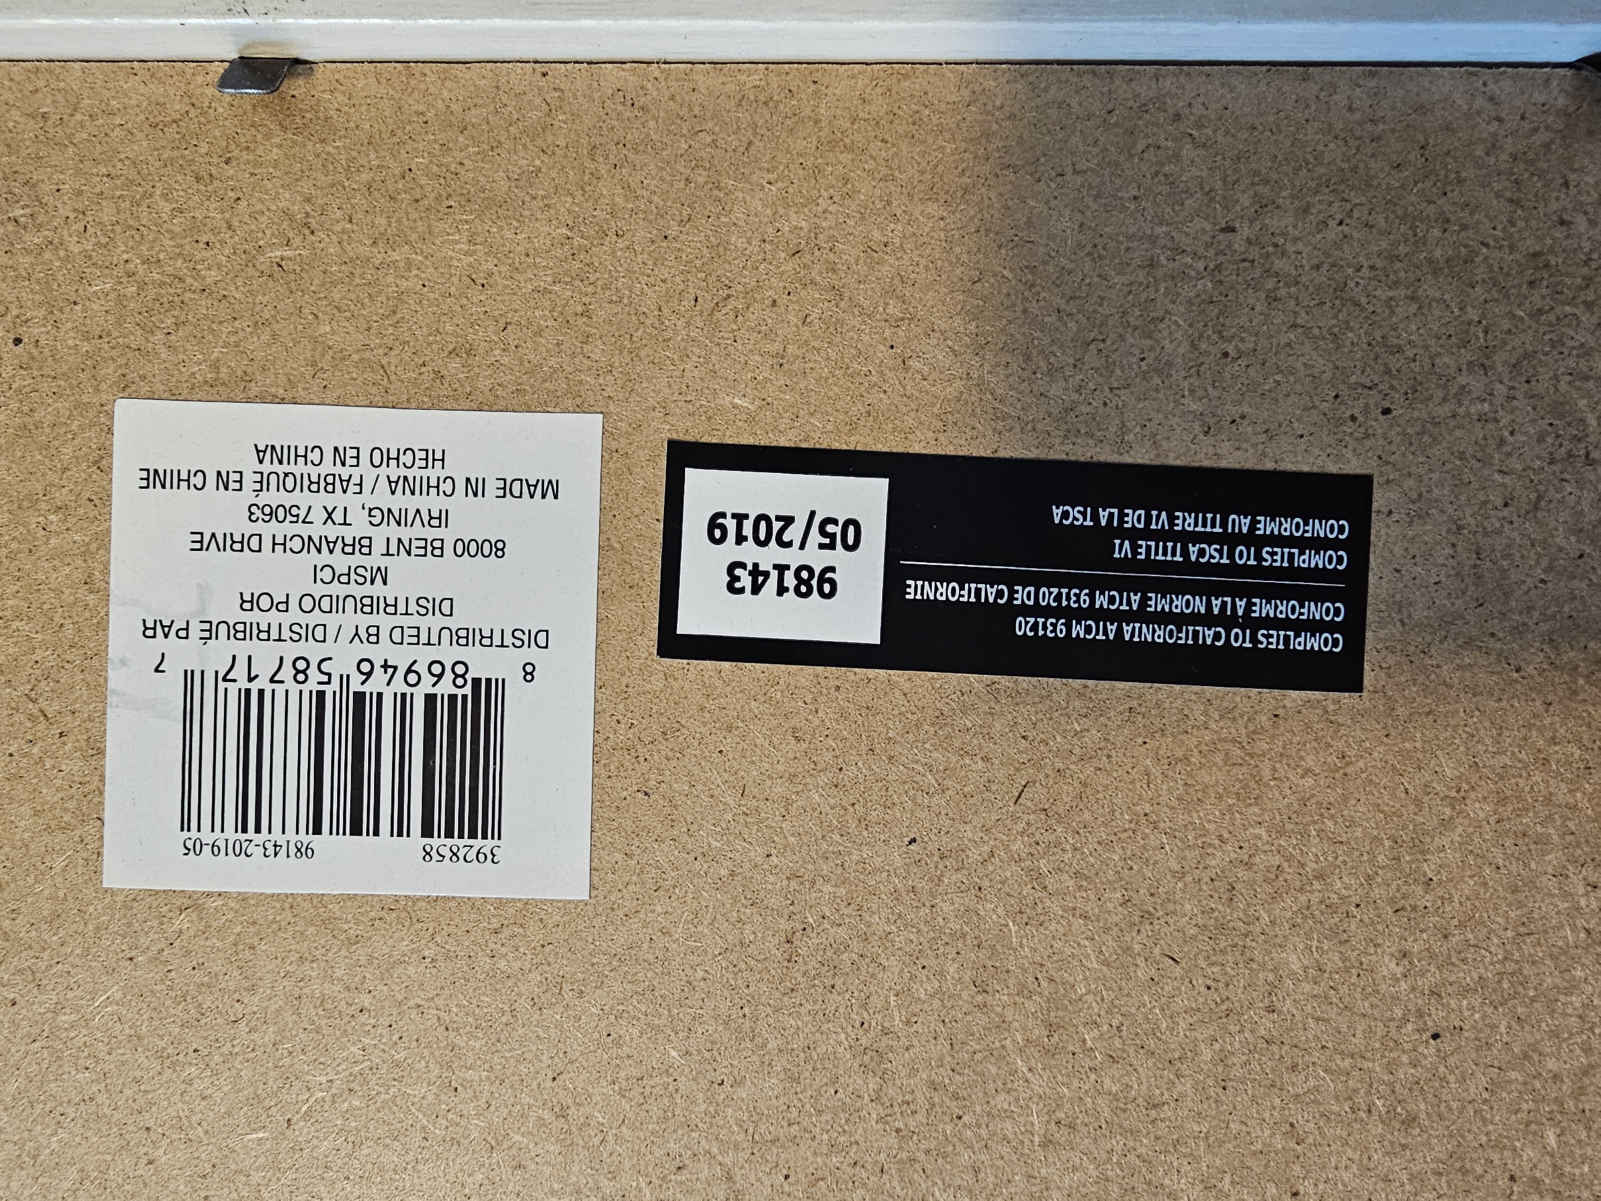 392858 98143-2019-05
8 86946 58717 7
DISTRIBUTED BY / DISTRIBUÉ PAR
DISTRIBUIDO POR
MSPCI
8000 BENT BRANCH DRIVE
IRVING, TX 75063
MADE IN CHINA / FABRIQUÉ EN CHINE
HECHO EN CHINA
COMPLIES TO CALIFORNIA ATCM 93120
CONFORME À LA NORME ATCM 93120 DE CALIFORNIE
COMPLIES TO TSCA TITLE VI
CONFORME AU TITRE VI DE LA TSCA
98143
05/2019